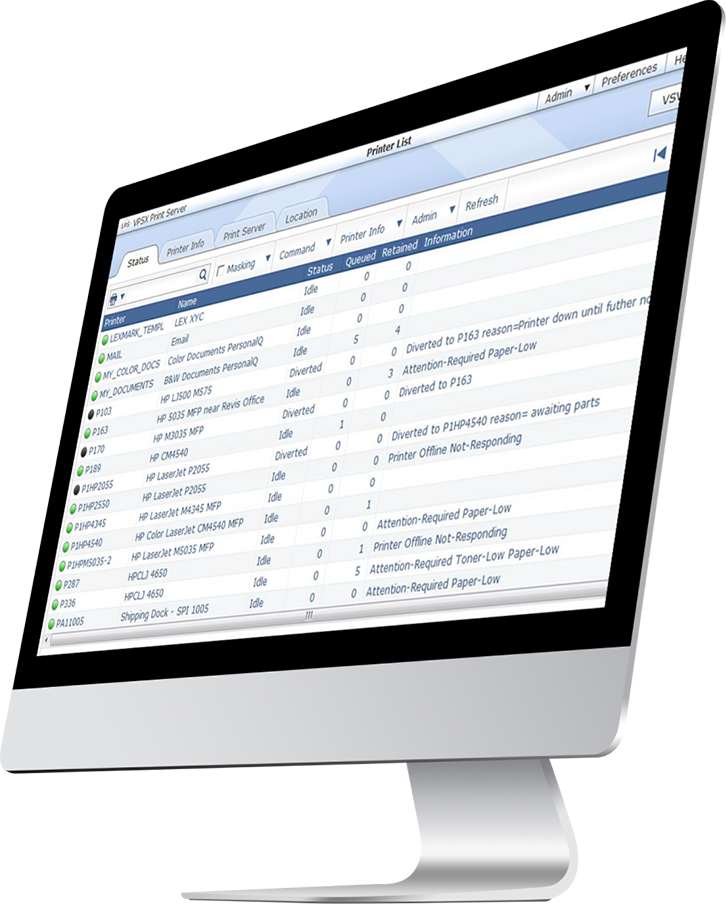 Admin Preferences
LRS VPSX Print Server Printer List
Status Printer Info Print Server Location
Masking Command Printer Info Admin Refresh
Printer Name Status Queued Retained Information
LEXMARK_TEMPL LEX XYC Idle 0 0
MAIL Email Idle 0 0
MY_COLOR_DOCS Color Documents PersonalQ Idle 0 0
MY_DOCUMENTS B&W Documents PersonalQ Idle 5 4
P103 HP LJ500 M575 Diverted 0 0 Diverted to P163 reason=Printer down until futher
P163 HP 5035 MFP near Revis Office Idle 0 3 Attention-Required Paper-Low
P170 HP M3035 MFP Diverted 0 0 Diverted to P163
P189 HP CM4540 Idle 1 0
P1HP2055 HP LaserJet P2055 Diverted 0 0 Diverted to P1HP4540 reason= awaiting parts
P1HP2550 HP LaserJet P2055 Idle 0 0 Printer Offline Not-Responding
P1HP4345 HP LaserJet M4345 MFP Idle 0 0
P1HP4540 HP Color LaserJet CM4540 MFP Idle 0 1
P1HPM5035-2 HP LaserJet M5035 MFP Idle 0 0 Attention-Required Paper-Low
P287 HPCLJ 4650 Idle 0 1 Printer Offline Not-Responding
P336 HPCLJ 4650 Idle 0 5 Attention-Required Toner-Low Paper-Low
PA11005 Shipping Dock - SPI 1005 Idle 0 0 Attention-Required Paper-Low